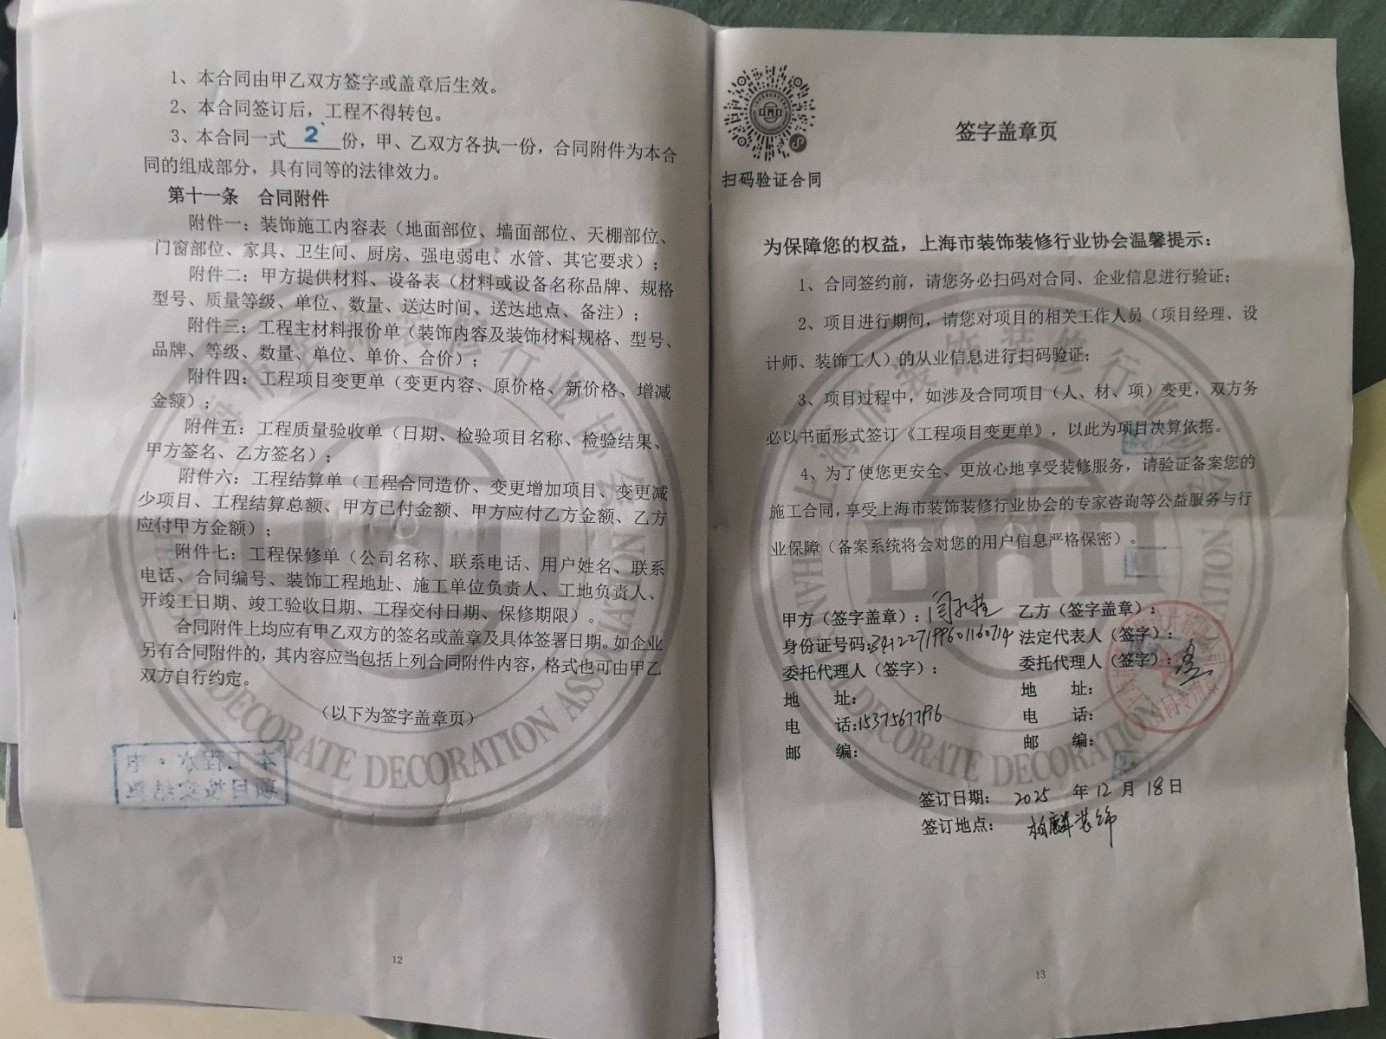 1、本合同由甲乙双方签字或盖章后生效。
2、本合同签订后，工程不得转包。
3、本合同一式 2 份，甲、乙双方各执一份，合同附件为本合
同的组成部分，具有同等的法律效力。
第十一条 合同附件
附件一：装饰施工内容表（地面部位、墙面部位、天棚部位、
门窗部位、家具、卫生间、厨房、强电弱电、水管、其它要求）；
附件二：甲方提供材料、设备表（材料或设备名称品牌、规格
型号、质量等级、单位、数量、送达时间、送达地点、备注）；
附件三：工程主材料报价单（装饰内容及装饰材料规格、型号、
品牌、等级、数量、单位、单价、合价）；
附件四：工程项目变更单（变更内容、原价格、新价格、增减
金额）；
附件五：工程质量验收单（日期、检验项目名称、检验结果、
甲方签名、乙方签名）；
附件六：工程结算单（工程合同造价、变更增加项目、变更减
少项目、工程结算总额、甲方已付金额、甲方应付乙方金额、乙方
应付甲方金额）；
附件七：工程保修单（公司名称、联系电话、用户姓名、联系
电话、合同编号、装饰工程地址、施工单位负责人、工地负责人、
开竣工日期、竣工验收日期、工程交付日期、保修期限）。
合同附件上均应有甲乙双方的签名或盖章及具体签署日期。如企业
另有合同附件的，其内容应当包括上列合同附件内容，格式也可由甲乙
双方自行约定。
（以下为签字盖章页）
DECORATE DECORATION ASSOCIATION
12
扫码验证合同
签字盖章页
为保障您的权益，上海市装饰装修行业协会温馨提示：
1、合同签约前，请您务必扫码对合同、企业信息进行验证；
2、项目进行期间，请您对项目的相关工作人员（项目经理、设
计师、装饰工人）的从业信息进行扫码验证；
3、项目过程中，如涉及合同项目（人、材、项）变更，双方务
必以书面形式签订《工程项目变更单》，以此为项目决算依据。
4、为了使您更安全、更放心地享受装修服务，请验证备案您的
施工合同，享受上海市装饰装修行业协会的专家咨询等公益服务与行
业保障（备案系统将会对您的用户信息严格保密）。
甲方（签字盖章）： 乙方（签字盖章）：
身份证号码：341227199601160714 法定代表人（签字）：
委托代理人（签字）： 委托代理人（签字）：
地 址： 地 址：
电 话：15375677976 电 话：
邮 编： 邮 编：
签订日期： 2025 年 12 月 18 日
签订地点： 柏麟装饰
13